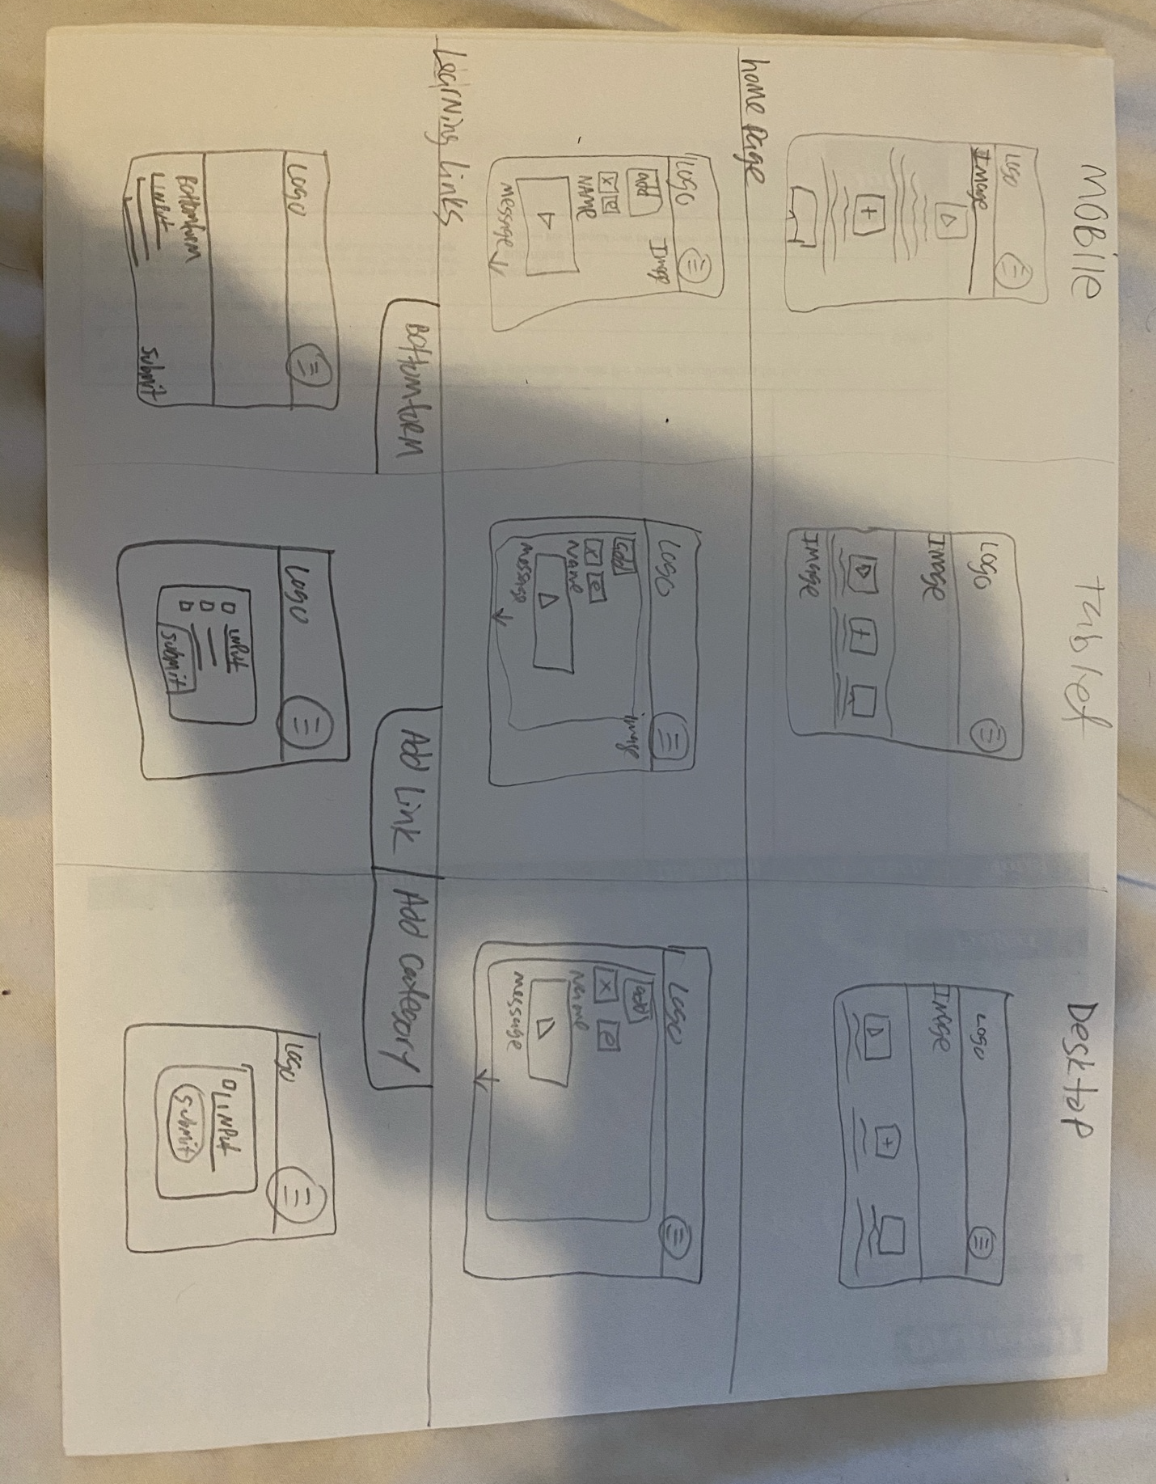 MOBile
tablet
Desktop
LOGO
Image
LOGO
IMage
IMage
LOGO
IMage
home page
LOGO
Image
add
x e
NAME
message
LOGO
image
add
x e
Name
message
LOGO
add
x e
Name
message
Learning Links
Bottomform
Add Link
Add category
LOGO
Bottomform
input
submit
LOGO
input
submit
LOGO
input
submit